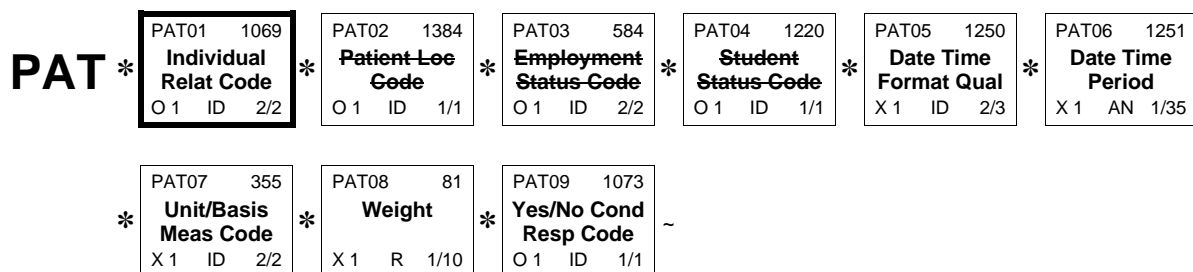 PAT01 1069 PAT02 1384 PAT03 584 PAT04 1220 PAT05 1250 PAT06 1251
PAT * Individual * Patient Loc * Employment * Student * Date Time * Date Time
Relat Code Code Status Code Status Code Format Qual Period
O 1 ID 2/2 O 1 ID 1/1 O 1 ID 2/2 O 1 ID 1/1 X 1 ID 2/3 X 1 AN 1/35
PAT07 355 PAT08 81 PAT09 1073
* Unit/Basis * Weight * Yes/No Cond ~
Meas Code Resp Code
X 1 ID 2/2 X 1 R 1/10 O 1 ID 1/1